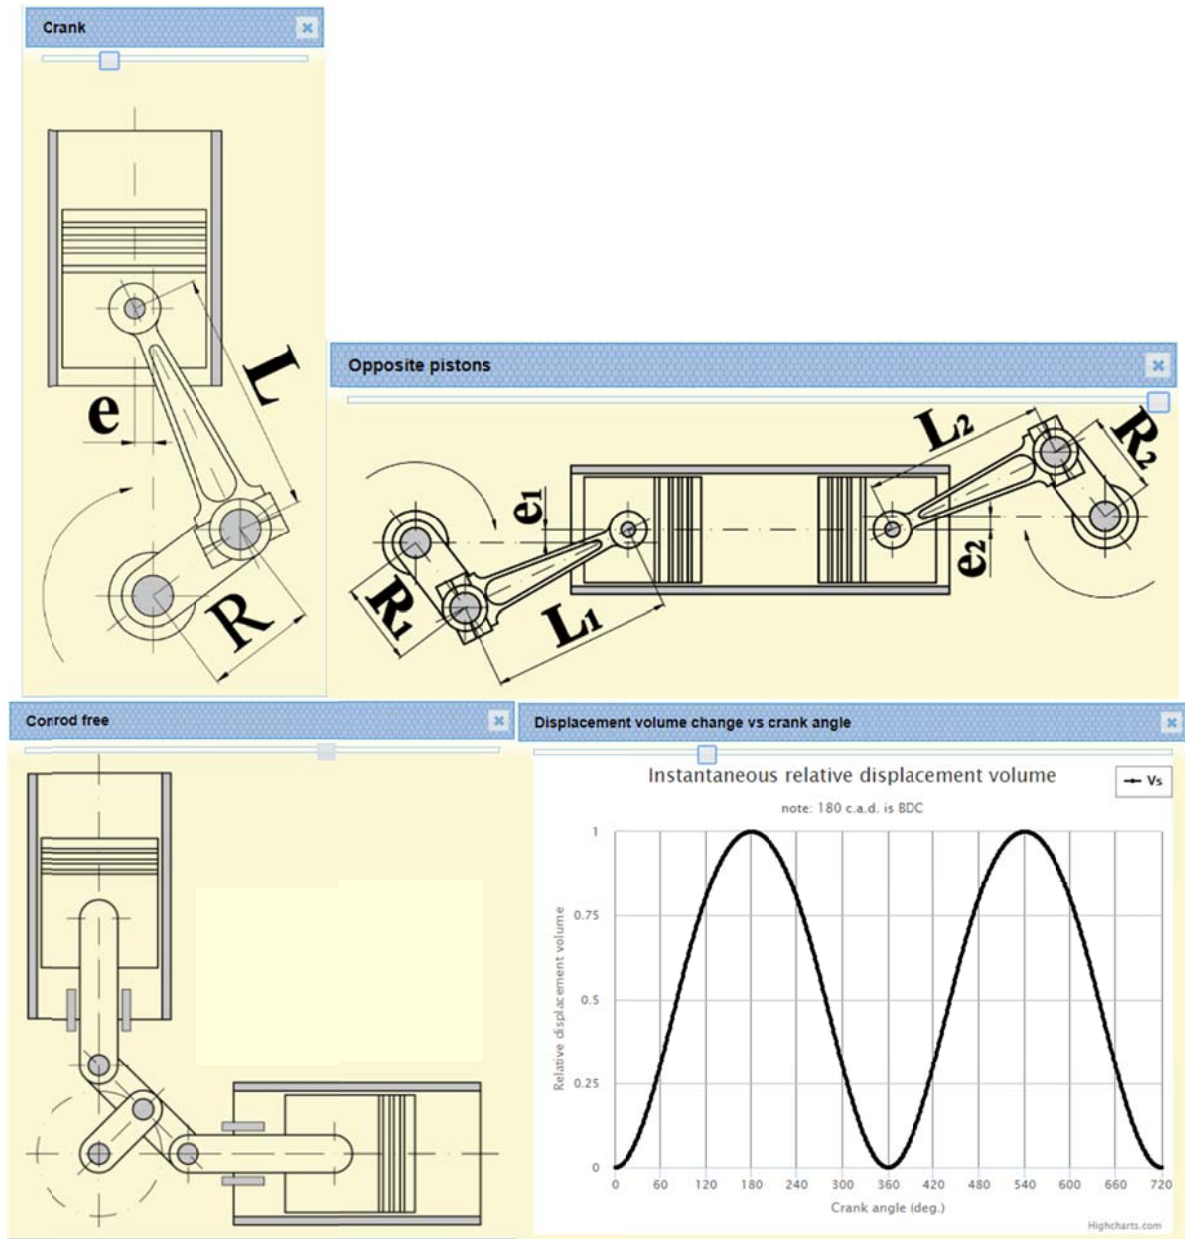 Crank
L
e
R
Opposite pistons
L2
R2
e1
e2
R1
L1
Conrod free
Displacement volume change vs crank angle
Instantaneous relative displacement volume
Vs
note: 180 c.a.d. is BDC
Relative displacement volume
1
0.75
0.5
0.25
0
0 60 120 180 240 300 360 420 480 540 600 660 720
Crank angle (deg.)
Highcharts.com